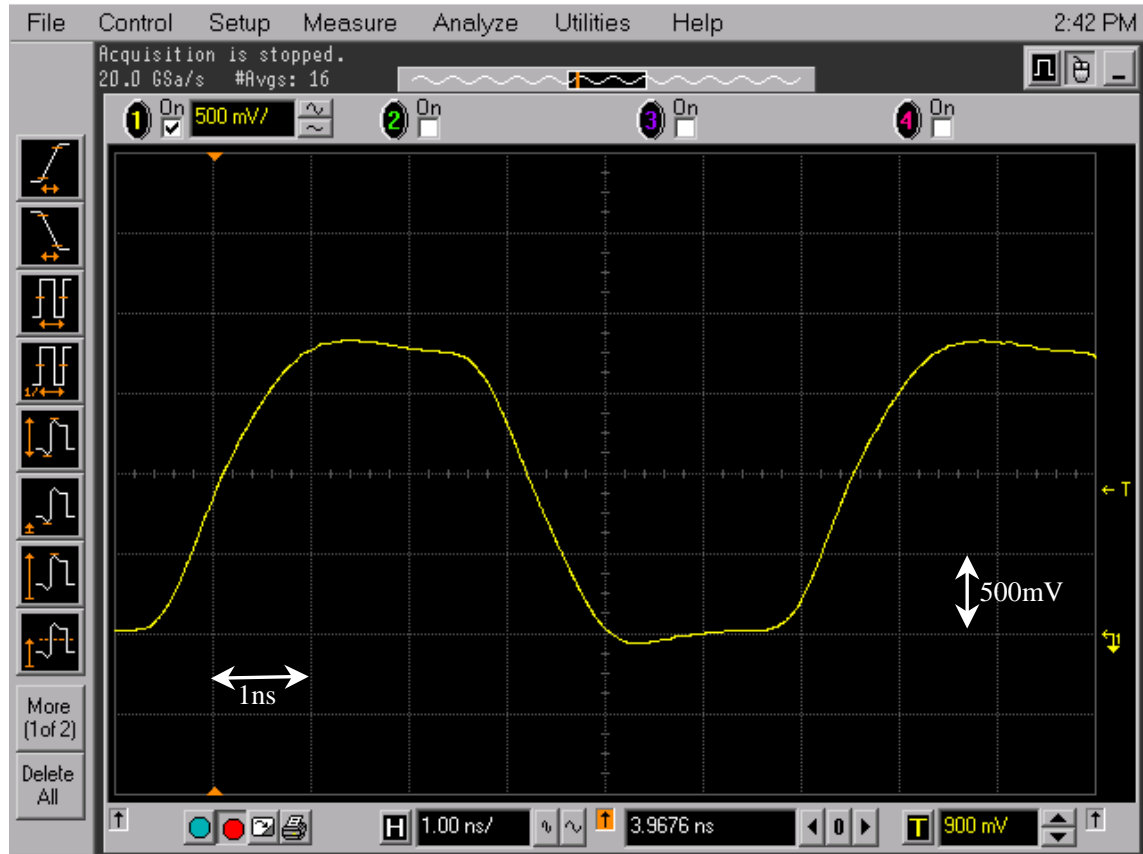 File Control Setup Measure Analyze Utilities Help 2:42 PM
Acquisition is stopped.
20.0 GSa/s #Avgs: 16
1 On 500 mV/ 2 On 3 On 4 On
1/
T
500mV
1
1ns
More
(1of 2)
Delete
All
H 1.00 ns/ 3.9676 ns 0 T 900 mV